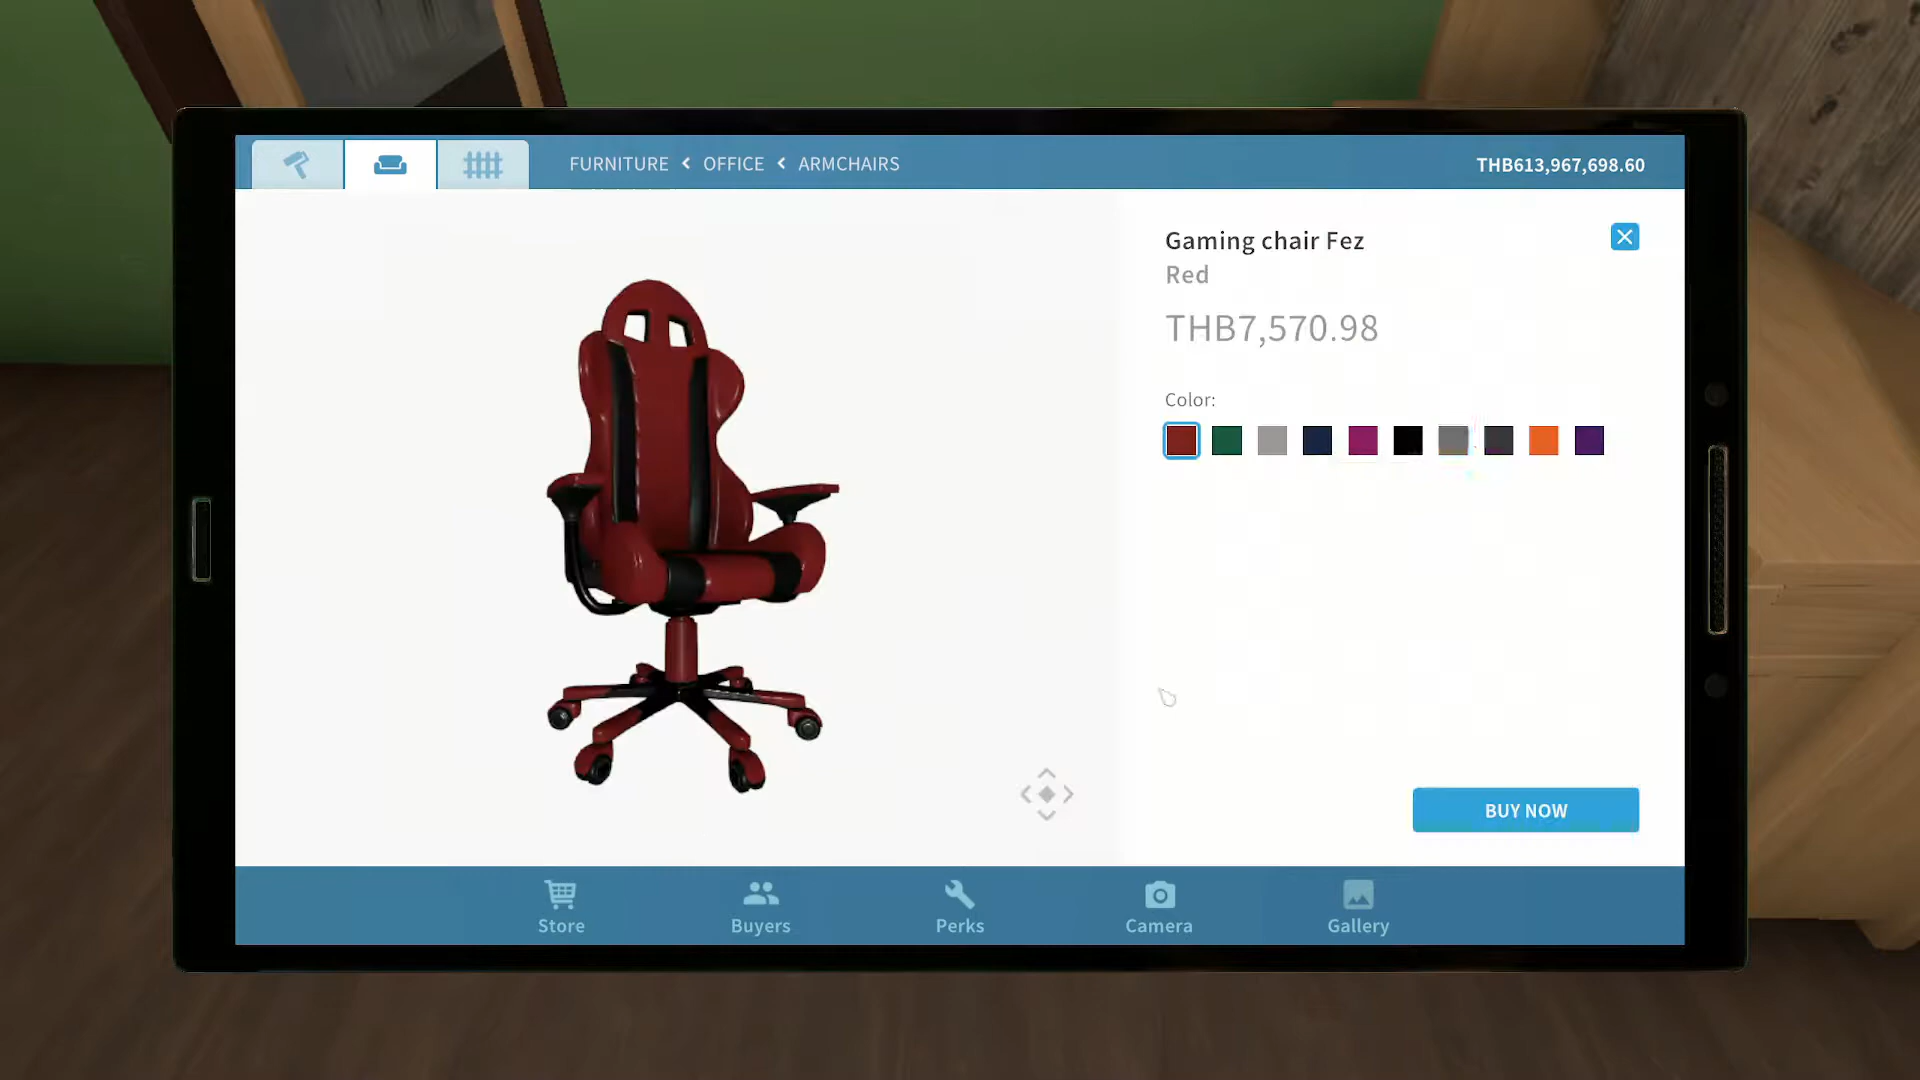 FURNITURE < OFFICE < ARMCHAIRS
THB613,967,698.60
Gaming chair Fez
Red
THB7,570.98
Color:
BUY NOW
Store
Buyers
Perks
Camera
Gallery